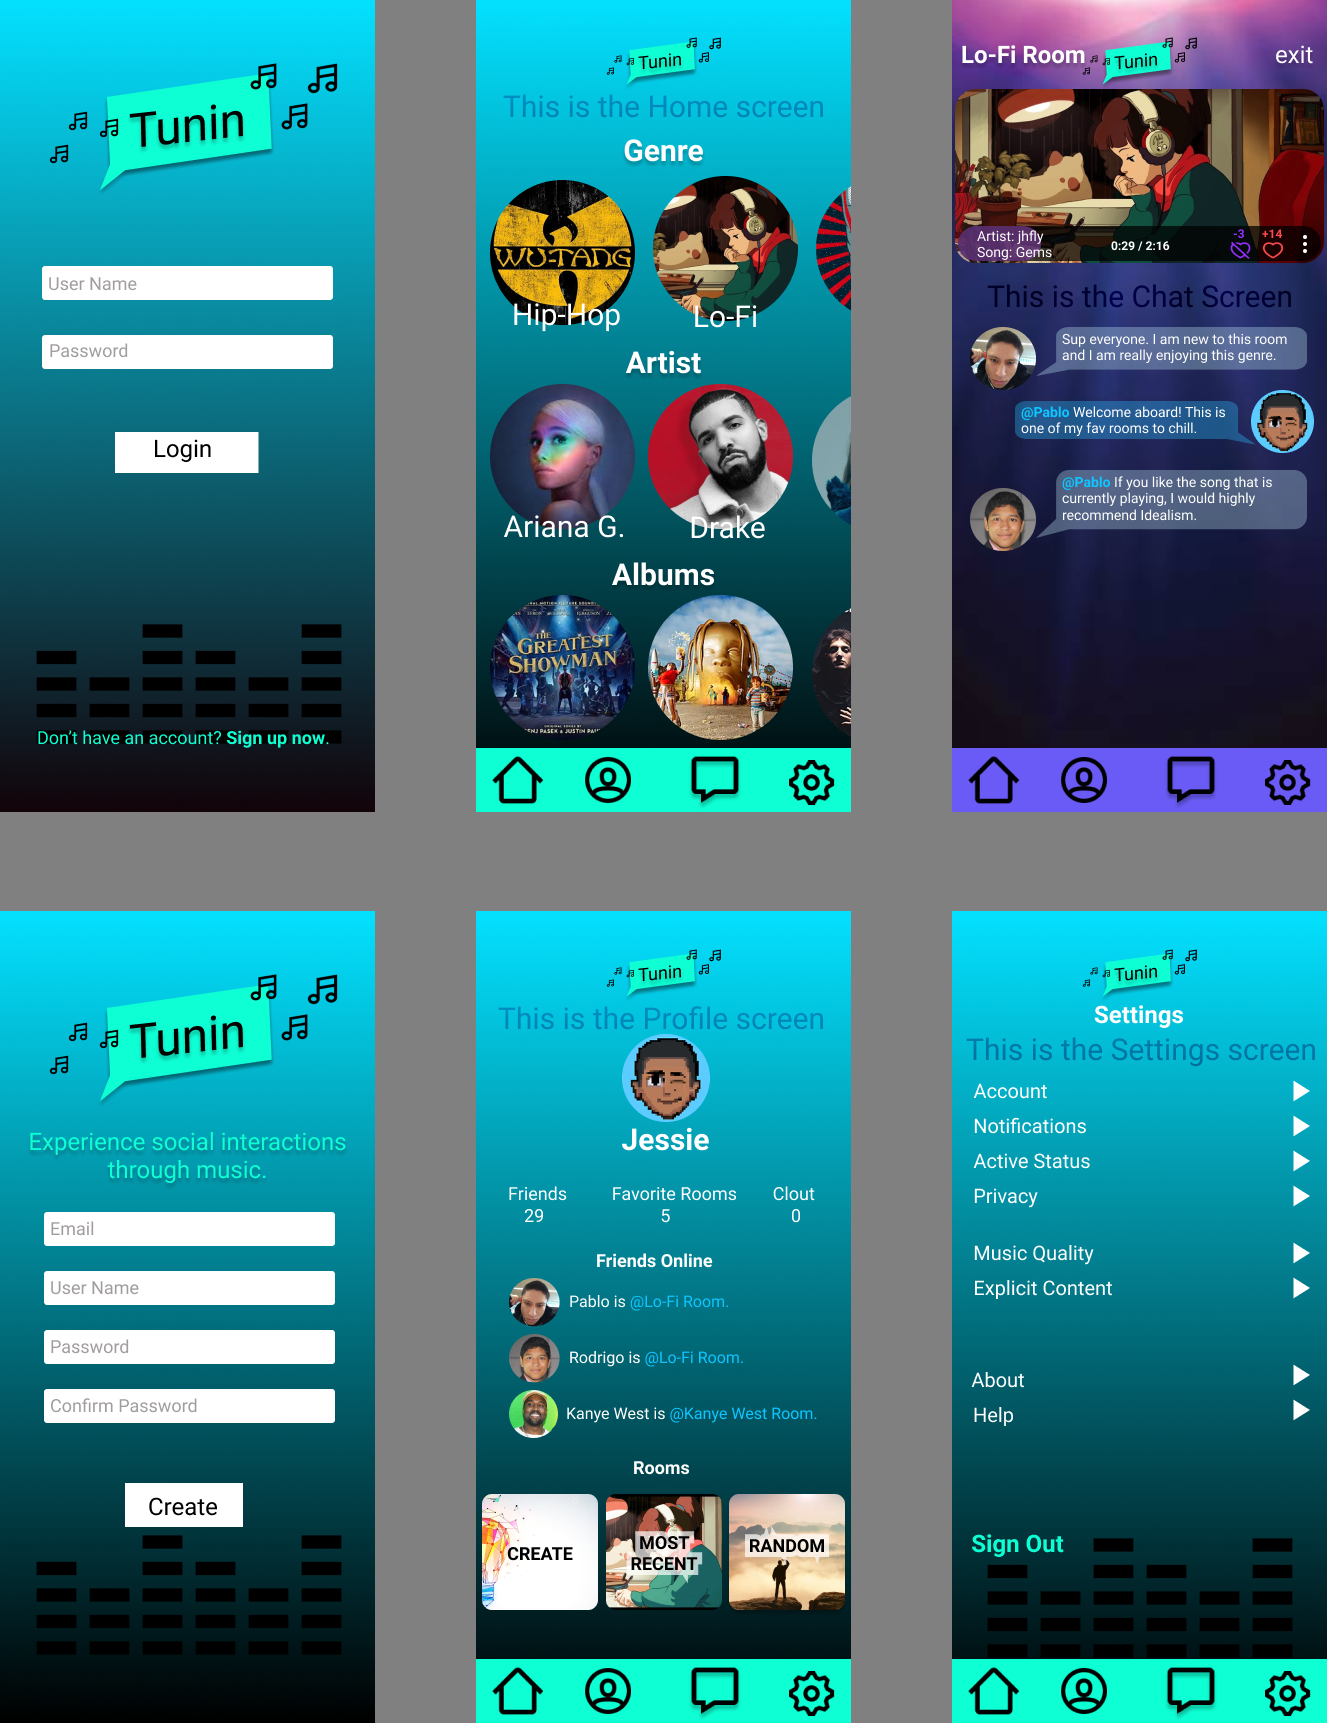 Tunin
User Name
Password
Login
Don't have an account? Sign up now.
Tunin
This is the Home screen
Genre
WU-TANG
Hip-Hop
Lo-Fi
Artist
Ariana G.
Drake
Albums
THE
GREATEST
SHOWMAN
Lo-Fi Room
Tunin
exit
Artist: jhfly
Song: Gems
0:29 / 2:16
-3
+14
This is the Chat Screen
Sup everyone. I am new to this room
and I am really enjoying this genre.
@Pablo Welcome aboard! This is
one of my fav rooms to chill.
@Pablo If you like the song that is
currently playing, I would highly
recommend Idealism.
Tunin
Experience social interactions
through music.
Email
User Name
Password
Confirm Password
Create
Tunin
This is the Profile screen
Jessie
Friends
29
Favorite Rooms
5
Clout
0
Friends Online
Pablo is @Lo-Fi Room.
Rodrigo is @Lo-Fi Room.
Kanye West is @Kanye West Room.
Rooms
CREATE
MOST
RECENT
RANDOM
Tunin
Settings
This is the Settings screen
Account
Notifications
Active Status
Privacy
Music Quality
Explicit Content
About
Help
Sign Out